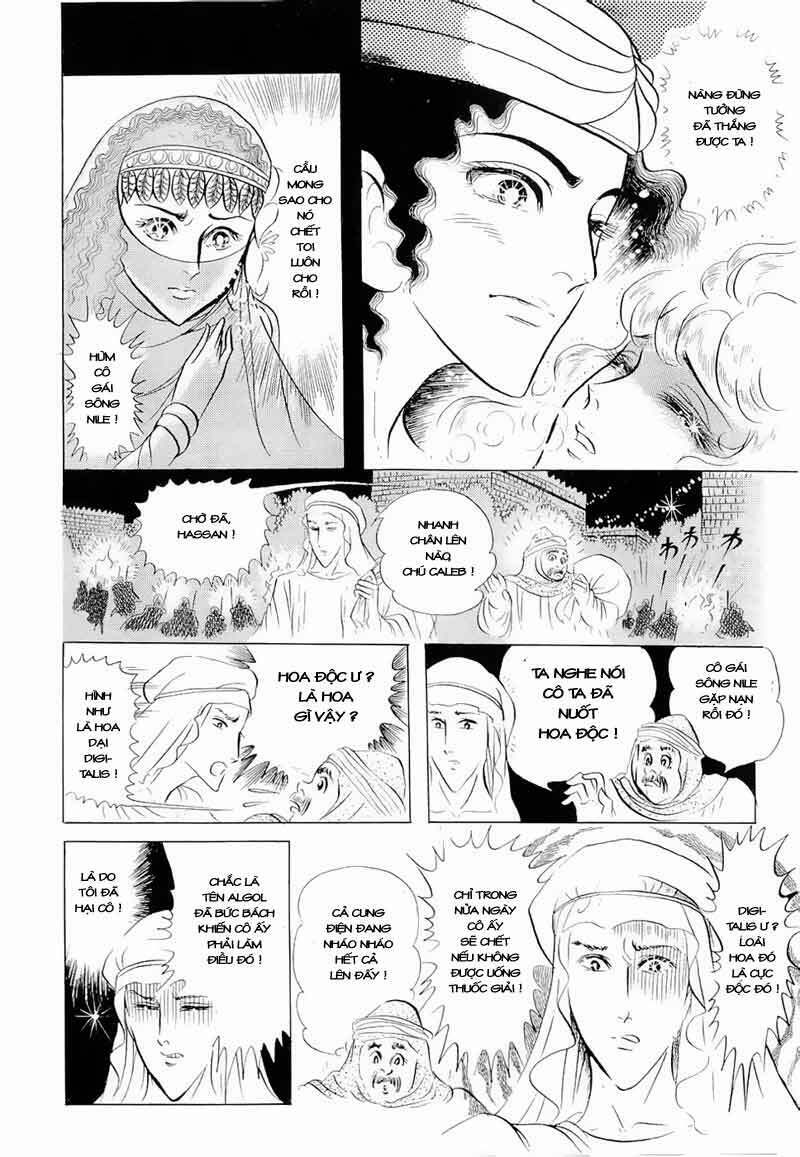 NÀNG ĐỪNG
TƯỞNG
ĐÃ THẮNG
ĐƯỢC TA !
CẦU
MONG
SAO CHO
NÓ
CHẾT
TOI
LUÔN
CHO
RỒI !
HỪM
CÔ
GÁI
SÔNG
NILE !
NHANH
CHÂN LÊN
NÀO,
CHÚ CALEB !
CHỜ ĐÃ,
HASSAN !
わ
わ
CÔ GÁI
SÔNG NILE
GẶP NẠN
RỒI ĐÓ !
TA NGHE NÓI
CÔ TA ĐÃ
NUỐT
HOA ĐỘC !
HOA ĐỘC Ư ?
LÀ HOA
GÌ VẬY ?
HÌNH
NHƯ
LÀ HOA
DẠI
DIGI-
TALIS !
DIGI-
TALIS Ư ?
LOÀI
HOA ĐÓ
LÀ CỰC
ĐỘC ĐÓ !
CHỈ TRONG
NỬA NGÀY
CÔ ẤY
SẼ CHẾT
NẾU KHÔNG
ĐƯỢC UỐNG
THUỐC GIẢI !
CẢ CUNG
ĐIỆN ĐANG
NHÁO NHÁO
HẾT CẢ
LÊN ĐẤY !
CHẮC LÀ
TÊN ALGOL
ĐÃ BỨC BÁCH
KHIẾN CÔ ẤY
PHẢI LÀM
ĐIỀU ĐÓ !
LÀ DO
TÔI ĐÃ
HẠI CÔ !